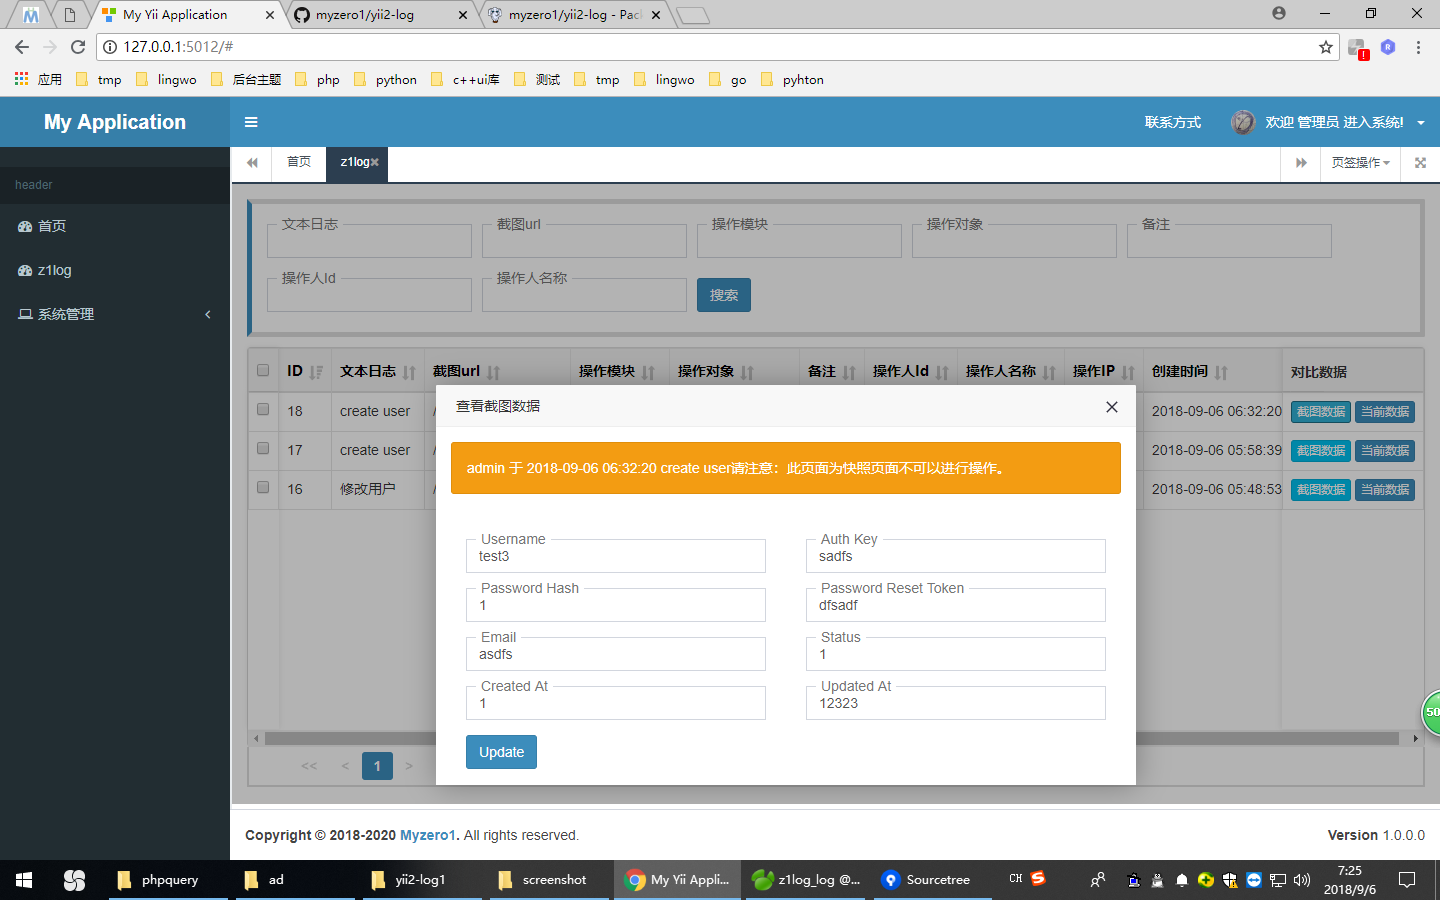 My Yii Application
myzero1/yii2-log
myzero1/yii2-log - Pac
127.0.0.1:5012/#
应用 tmp lingwo 后台主题 php python c++ui库 测试 tmp lingwo go pyhton
My Application
联系方式 欢迎 管理员 进入系统!
首页 z1log 页签操作
header
首页
z1log
系统管理
文本日志 截图url 操作模块 操作对象 备注
操作人Id 操作人名称 搜索
ID 文本日志 截图url 操作模块 操作对象 备注 操作人Id 操作人名称 操作IP 创建时间 对比数据
18 create user / 2018-09-06 06:32:20 截图数据 当前数据
17 create user / 2018-09-06 05:58:39 截图数据 当前数据
16 修改用户 / 2018-09-06 05:48:53 截图数据 当前数据
查看截图数据
admin 于 2018-09-06 06:32:20 create user请注意：此页面为快照页面不可以进行操作。
Username Auth Key
test3 sadfs
Password Hash Password Reset Token
1 dfsadf
Email Status
asdfs 1
Created At Updated At
1 12323
Update
<< < 1 >
50
Copyright © 2018-2020 Myzero1. All rights reserved. Version 1.0.0.0
phpquery ad yii2-log1 screenshot My Yii Appli... z1log_log @... Sourcetree CH 7:25
2018/9/6